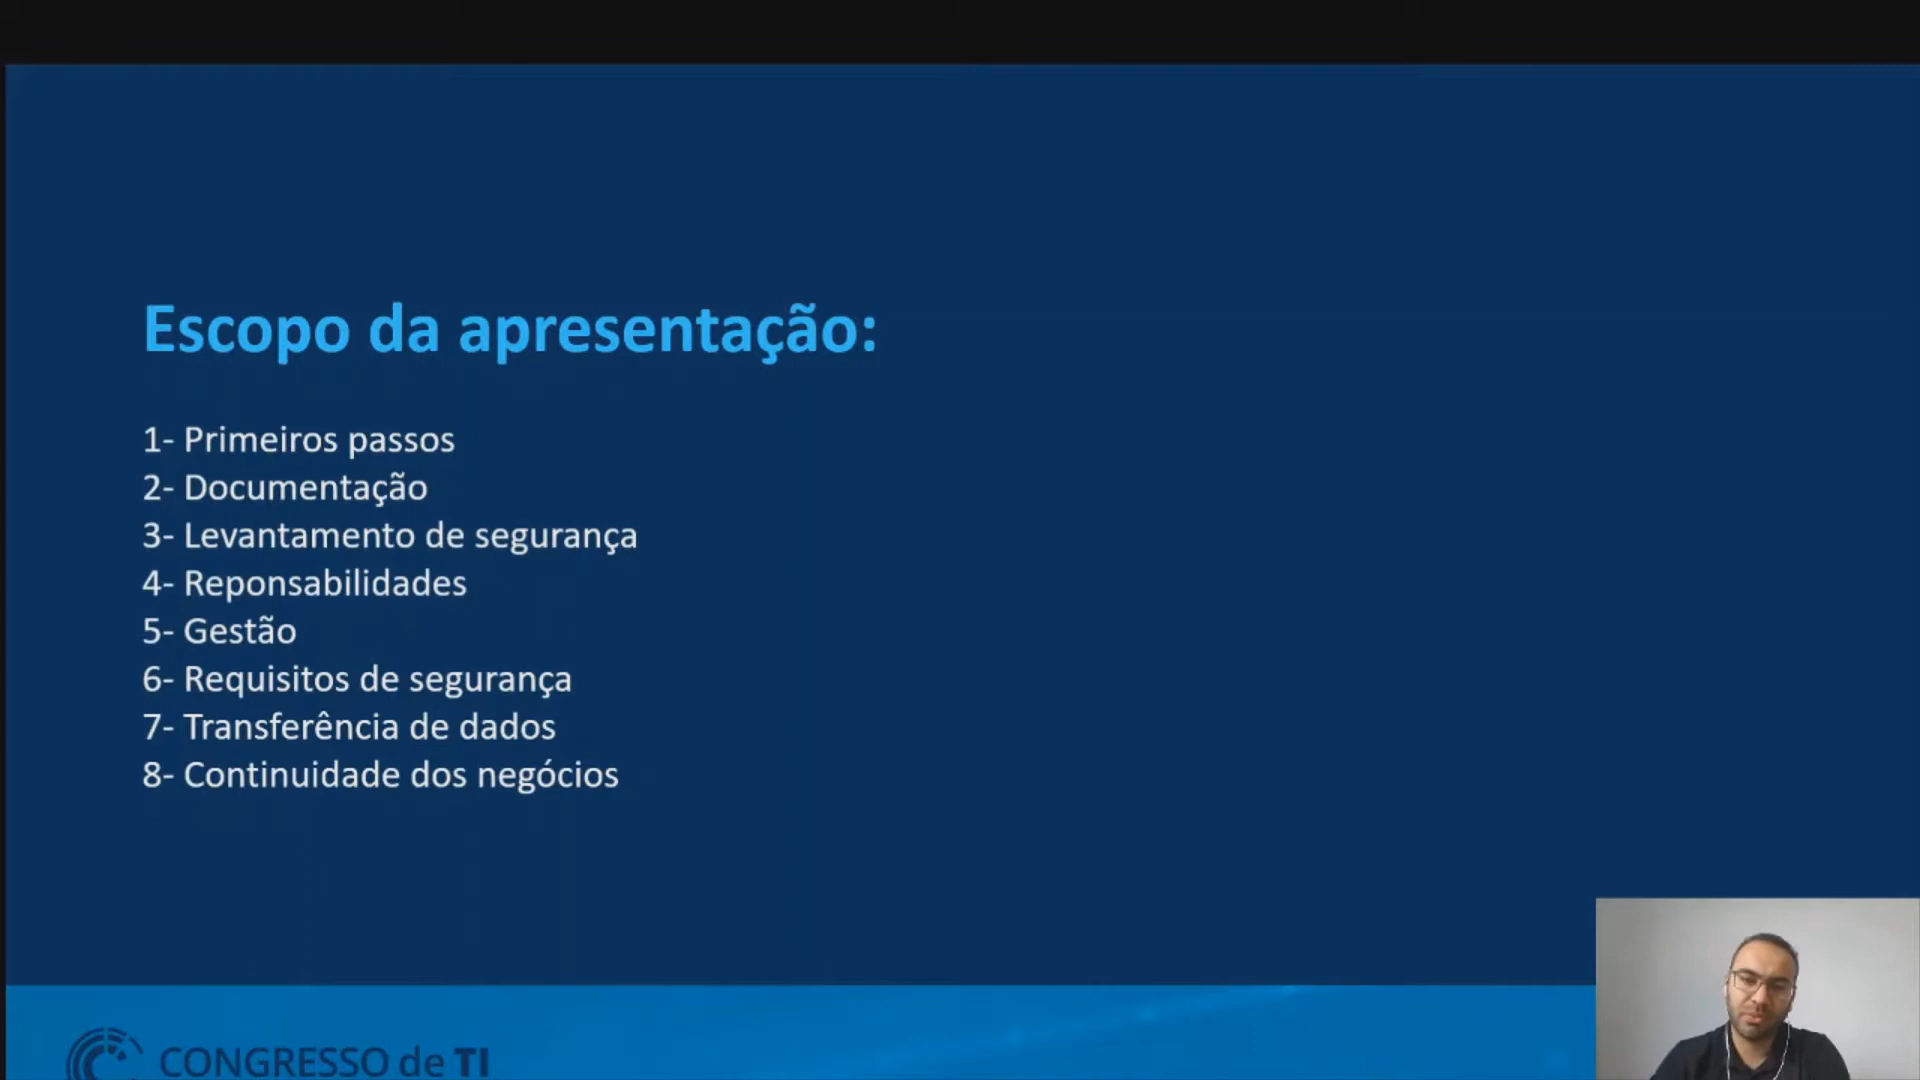 Escopo da apresentação:
1- Primeiros passos
2- Documentação
3- Levantamento de segurança
4- Reponsabilidades
5- Gestão
6- Requisitos de segurança
7- Transferência de dados
8- Continuidade dos negócios
CONGRESSO de TI